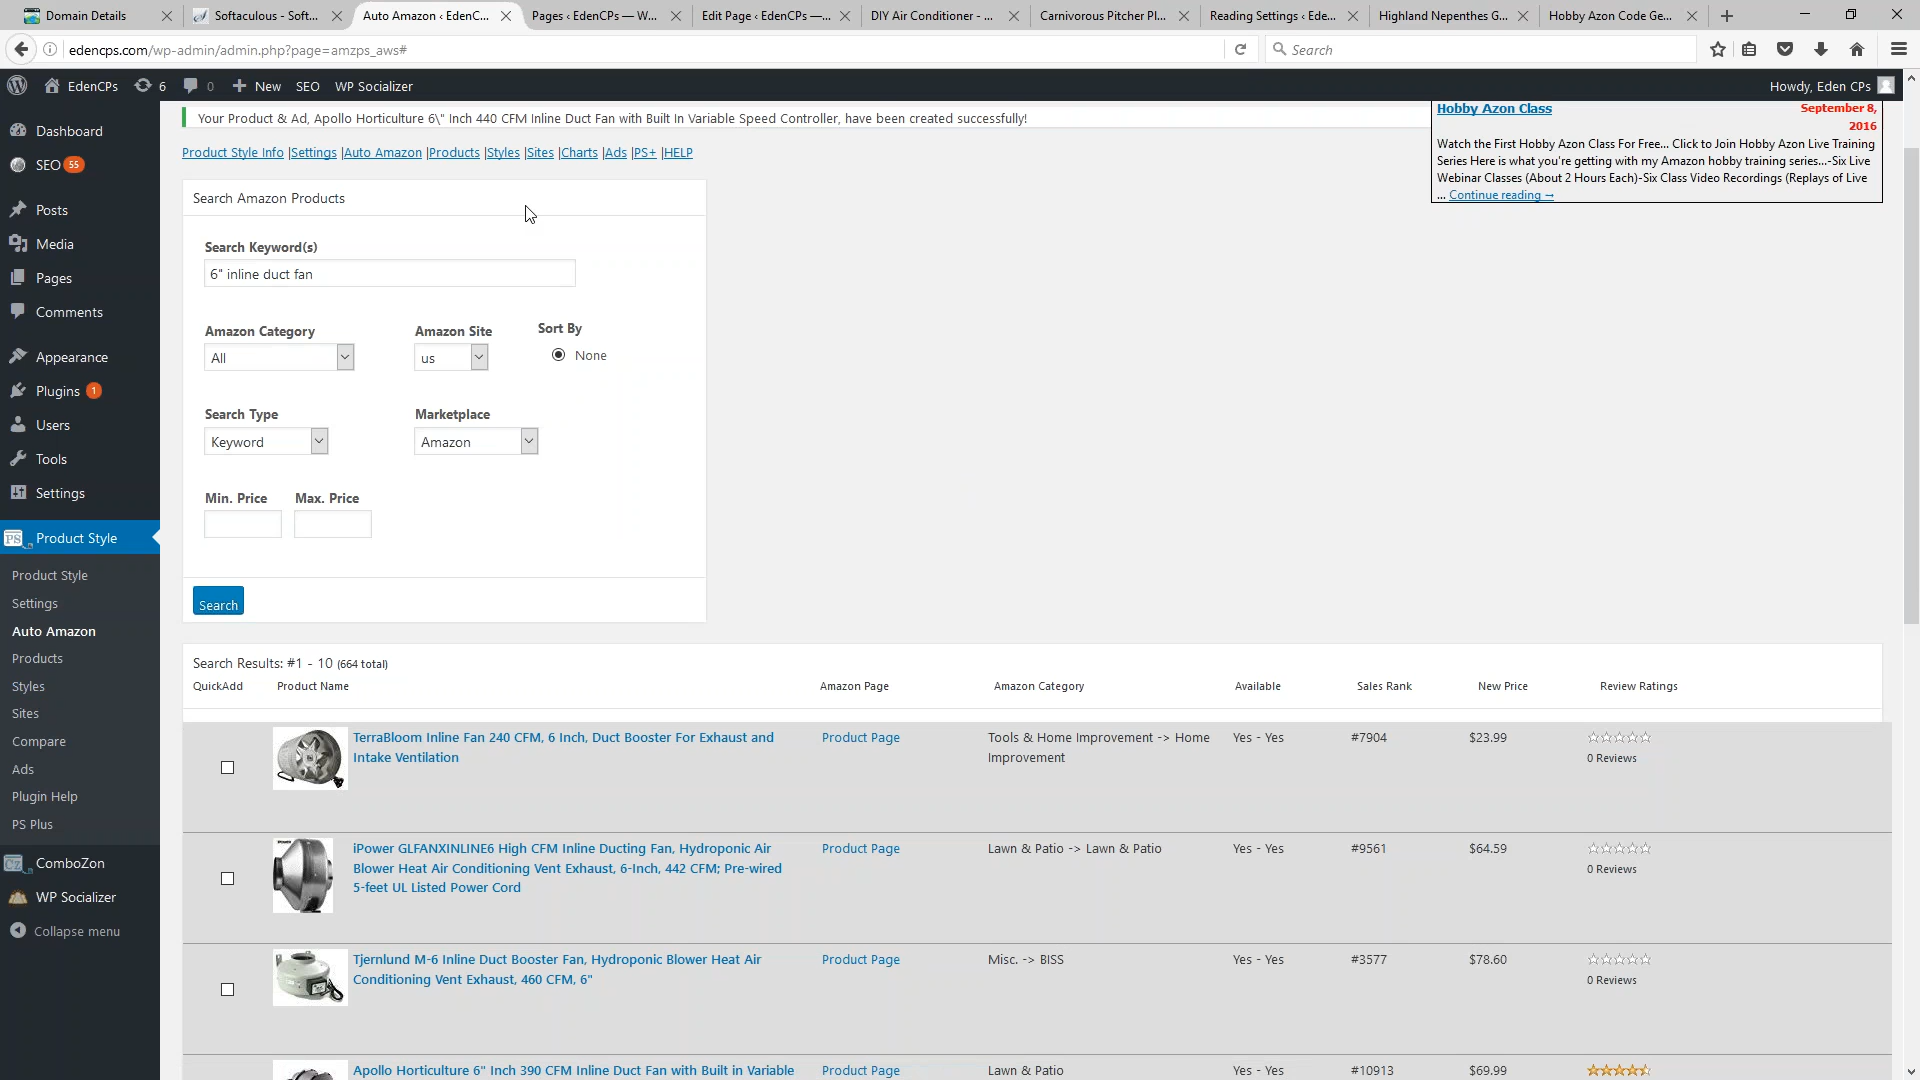 Domain Details
Softaculous - Soft...
Auto Amazon ‹ EdenC...
Pages ‹ EdenCPs — W...
Edit Page ‹ EdenCPs —...
DIY Air Conditioner - ...
Carnivorous Pitcher Pl...
Reading Settings ‹ Ede...
Highland Nepenthes G...
Hobby Azon Code Ge...
edencps.com/wp-admin/admin.php?page=amzps_aws#
Search
EdenCPs
6
0
New
SEO
WP Socializer
Howdy, Eden CPs
Dashboard
SEO 55
Posts
Media
Pages
Comments
Appearance
Plugins 1
Users
Tools
Settings
PS Product Style
Product Style
Settings
Auto Amazon
Products
Styles
Sites
Compare
Ads
Plugin Help
PS Plus
ComboZon
WP Socializer
Collapse menu
Your Product & Ad, Apollo Horticulture 6\" Inch 440 CFM Inline Duct Fan with Built In Variable Speed Controller, have been created successfully!
Product Style Info |Settings |Auto Amazon |Products |Styles |Sites |Charts |Ads |PS+ |HELP
Hobby Azon Class
September 8,
2016
Watch the First Hobby Azon Class For Free... Click to Join Hobby Azon Live Training
Series Here is what you're getting with my Amazon hobby training series...-Six Live
Webinar Classes (About 2 Hours Each)-Six Class Video Recordings (Replays of Live
... Continue reading →
Search Amazon Products
Search Keyword(s)
6" inline duct fan
Amazon Category
Amazon Site
Sort By
All
us
None
Search Type
Marketplace
Keyword
Amazon
Min. Price
Max. Price
Search
Search Results: #1 - 10 (664 total)
QuickAdd
Product Name
Amazon Page
Amazon Category
Available
Sales Rank
New Price
Review Ratings
TerraBloom Inline Fan 240 CFM, 6 Inch, Duct Booster For Exhaust and
Intake Ventilation
Product Page
Tools & Home Improvement -> Home
Improvement
Yes - Yes
#7904
$23.99
0 Reviews
iPower GLFANXINLINE6 High CFM Inline Ducting Fan, Hydroponic Air
Blower Heat Air Conditioning Vent Exhaust, 6-Inch, 442 CFM; Pre-wired
5-feet UL Listed Power Cord
Product Page
Lawn & Patio -> Lawn & Patio
Yes - Yes
#9561
$64.59
0 Reviews
Tjernlund M-6 Inline Duct Booster Fan, Hydroponic Blower Heat Air
Conditioning Vent Exhaust, 460 CFM, 6"
Product Page
Misc. -> BISS
Yes - Yes
#3577
$78.60
0 Reviews
Apollo Horticulture 6" Inch 390 CFM Inline Duct Fan with Built in Variable
Product Page
Lawn & Patio
Yes - Yes
#10913
$69.99